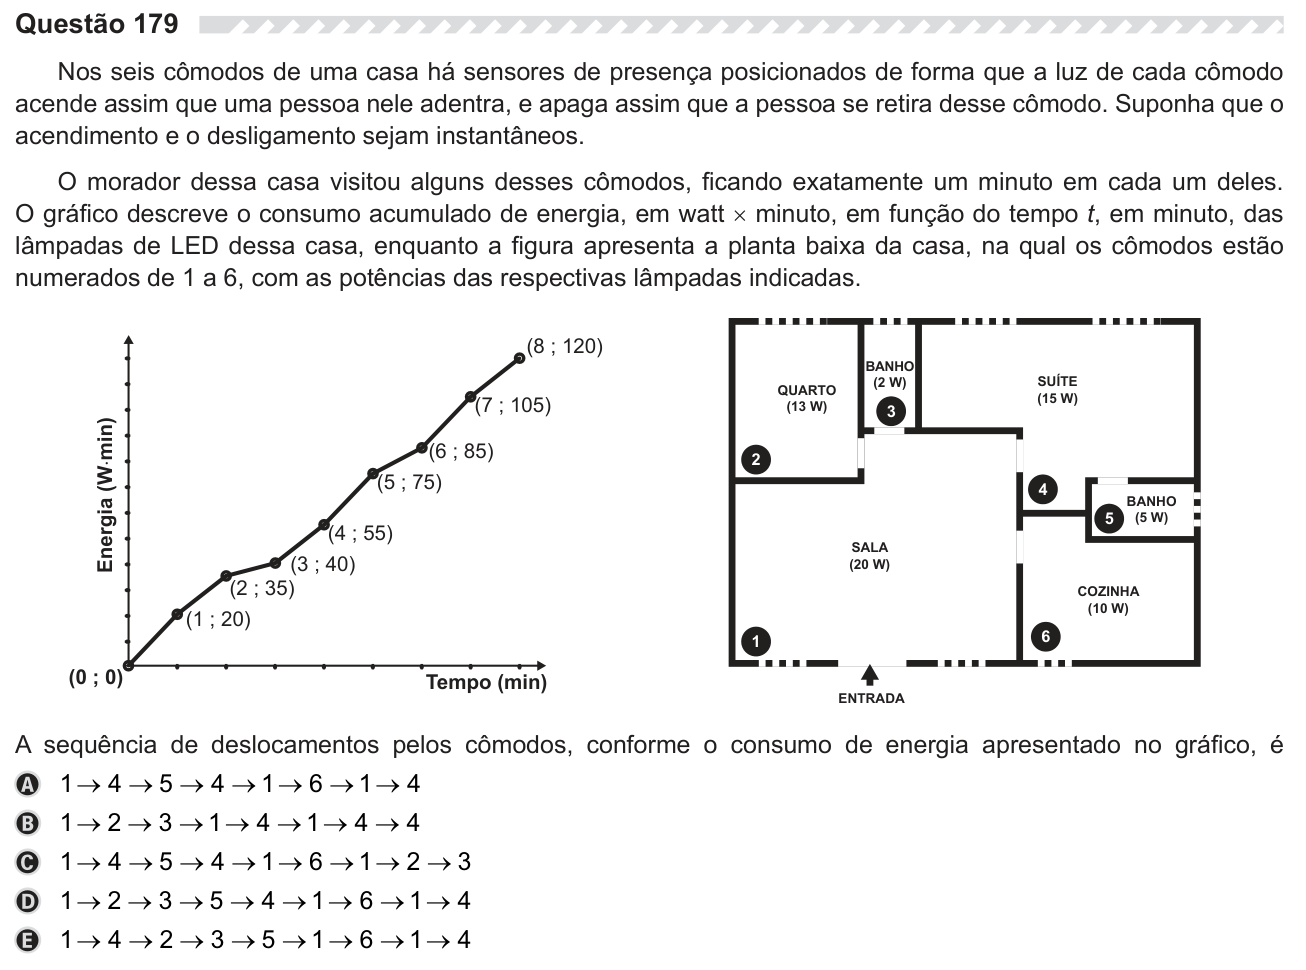 Questão 179
Nos seis cômodos de uma casa há sensores de presença posicionados de forma que a luz de cada cômodo
acende assim que uma pessoa nele adentra, e apaga assim que a pessoa se retira desse cômodo. Suponha que o
acendimento e o desligamento sejam instantâneos.
O morador dessa casa visitou alguns desses cômodos, ficando exatamente um minuto em cada um deles.
O gráfico descreve o consumo acumulado de energia, em watt × minuto, em função do tempo t, em minuto, das
lâmpadas de LED dessa casa, enquanto a figura apresenta a planta baixa da casa, na qual os cômodos estão
numerados de 1 a 6, com as potências das respectivas lâmpadas indicadas.
Energia (W·min)
(8 ; 120)
(7 ; 105)
(6 ; 85)
(5 ; 75)
(4 ; 55)
(3 ; 40)
(2 ; 35)
(1 ; 20)
(0 ; 0)
Tempo (min)
QUARTO
(13 W)
2
BANHO
(2 W)
3
SUÍTE
(15 W)
4
BANHO
(5 W)
5
SALA
(20 W)
1
COZINHA
(10 W)
6
ENTRADA
A sequência de deslocamentos pelos cômodos, conforme o consumo de energia apresentado no gráfico, é
A 1 → 4 → 5 → 4 → 1 → 6 → 1 → 4
B 1 → 2 → 3 → 1 → 4 → 1 → 4 → 4
C 1 → 4 → 5 → 4 → 1 → 6 → 1 → 2 → 3
D 1 → 2 → 3 → 5 → 4 → 1 → 6 → 1 → 4
E 1 → 4 → 2 → 3 → 5 → 1 → 6 → 1 → 4